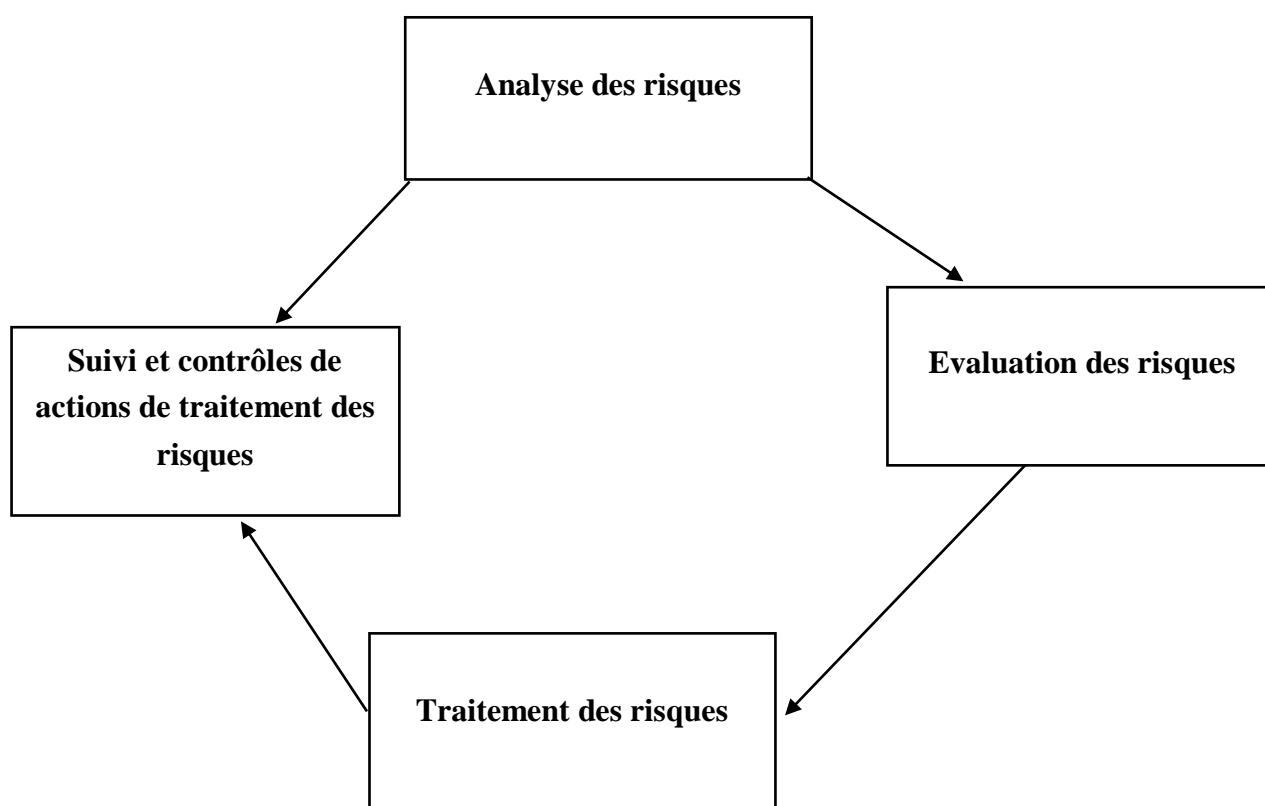 Analyse des risques
Suivi et contrôles de
actions de traitement des
risques
Evaluation des risques
Traitement des risques